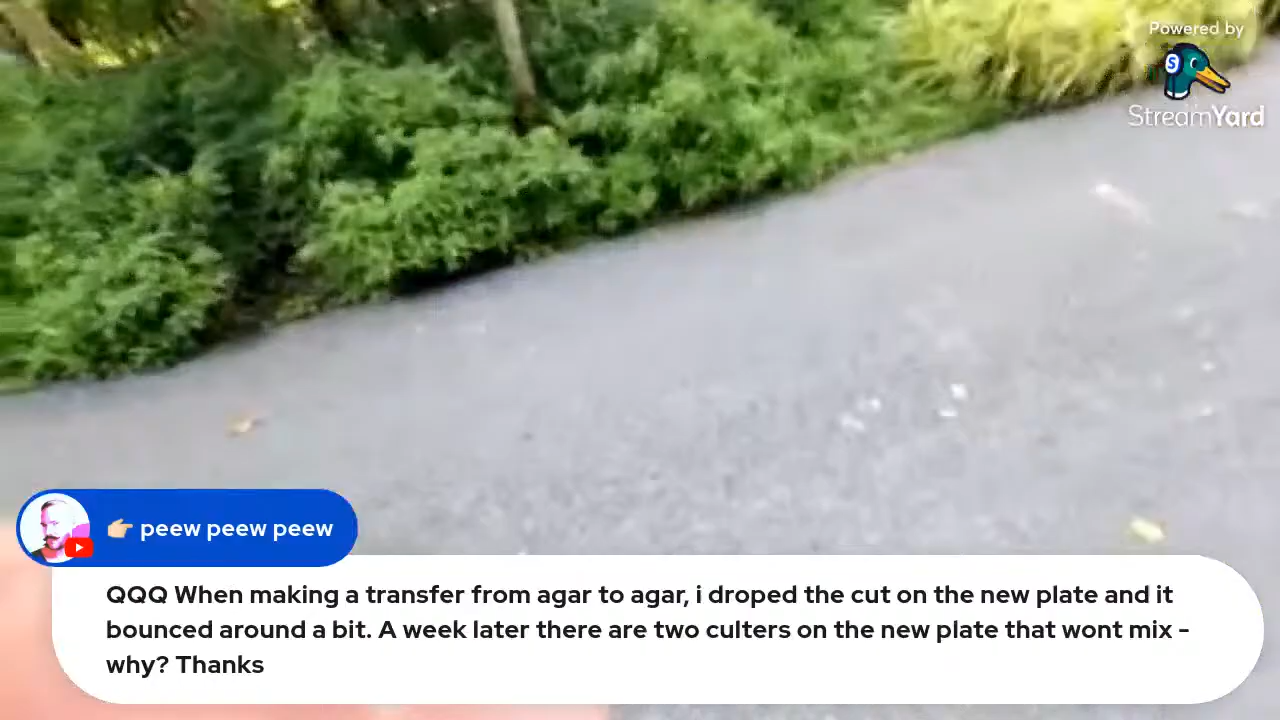 Powered by
S
StreamYard
👉🏼 peew peew peew
QQQ When making a transfer from agar to agar, i droped the cut on the new plate and it
bounced around a bit. A week later there are two culters on the new plate that wont mix -
why? Thanks